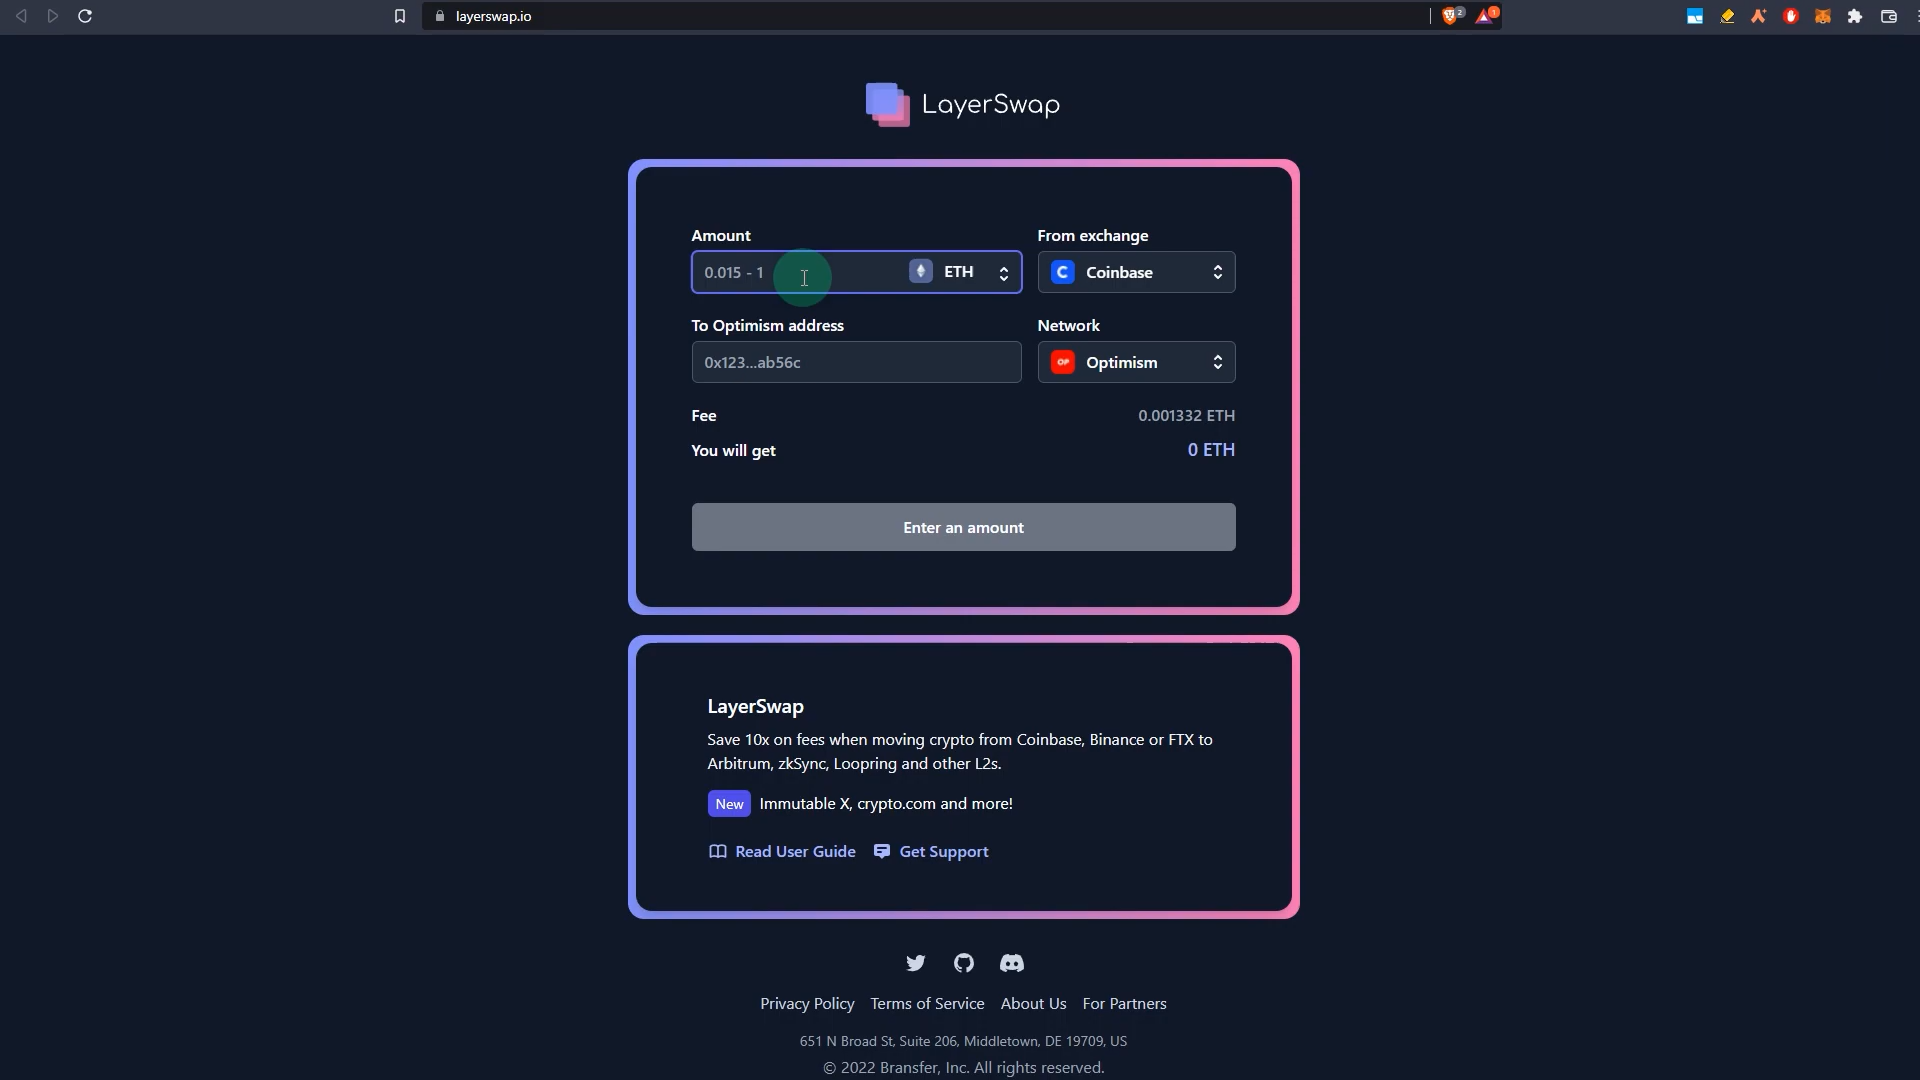 layerswap.io
2
1
LayerSwap
Amount
From exchange
0.015 - 1
ETH
C
Coinbase
To Optimism address
Network
0x123...ab56c
OP
Optimism
Fee
0.001332 ETH
You will get
0 ETH
Enter an amount
LayerSwap
Save 10x on fees when moving crypto from Coinbase, Binance or FTX to
Arbitrum, zkSync, Loopring and other L2s.
New Immutable X, crypto.com and more!
Read User Guide Get Support
Privacy Policy Terms of Service About Us For Partners
651 N Broad St, Suite 206, Middletown, DE 19709, US
© 2022 Bransfer, Inc. All rights reserved.